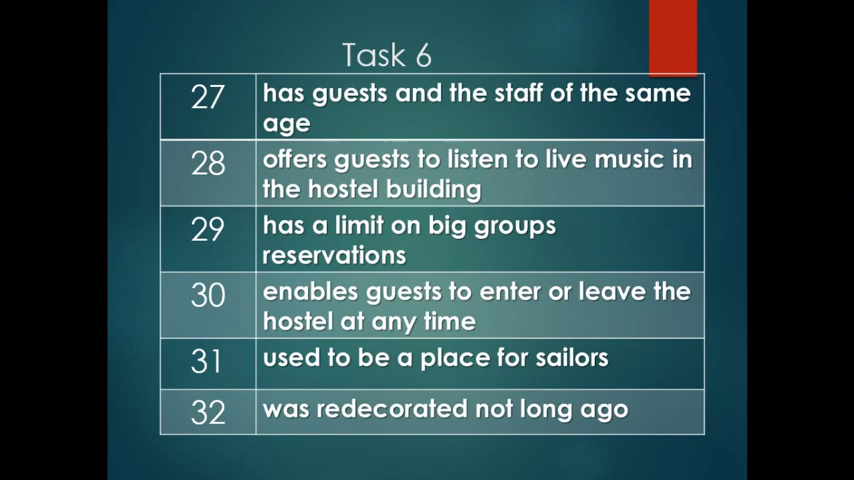 Task 6
27 has guests and the staff of the same
age
28 offers guests to listen to live music in
the hostel building
29 has a limit on big groups
reservations
30 enables guests to enter or leave the
hostel at any time
31 used to be a place for sailors
32 was redecorated not long ago